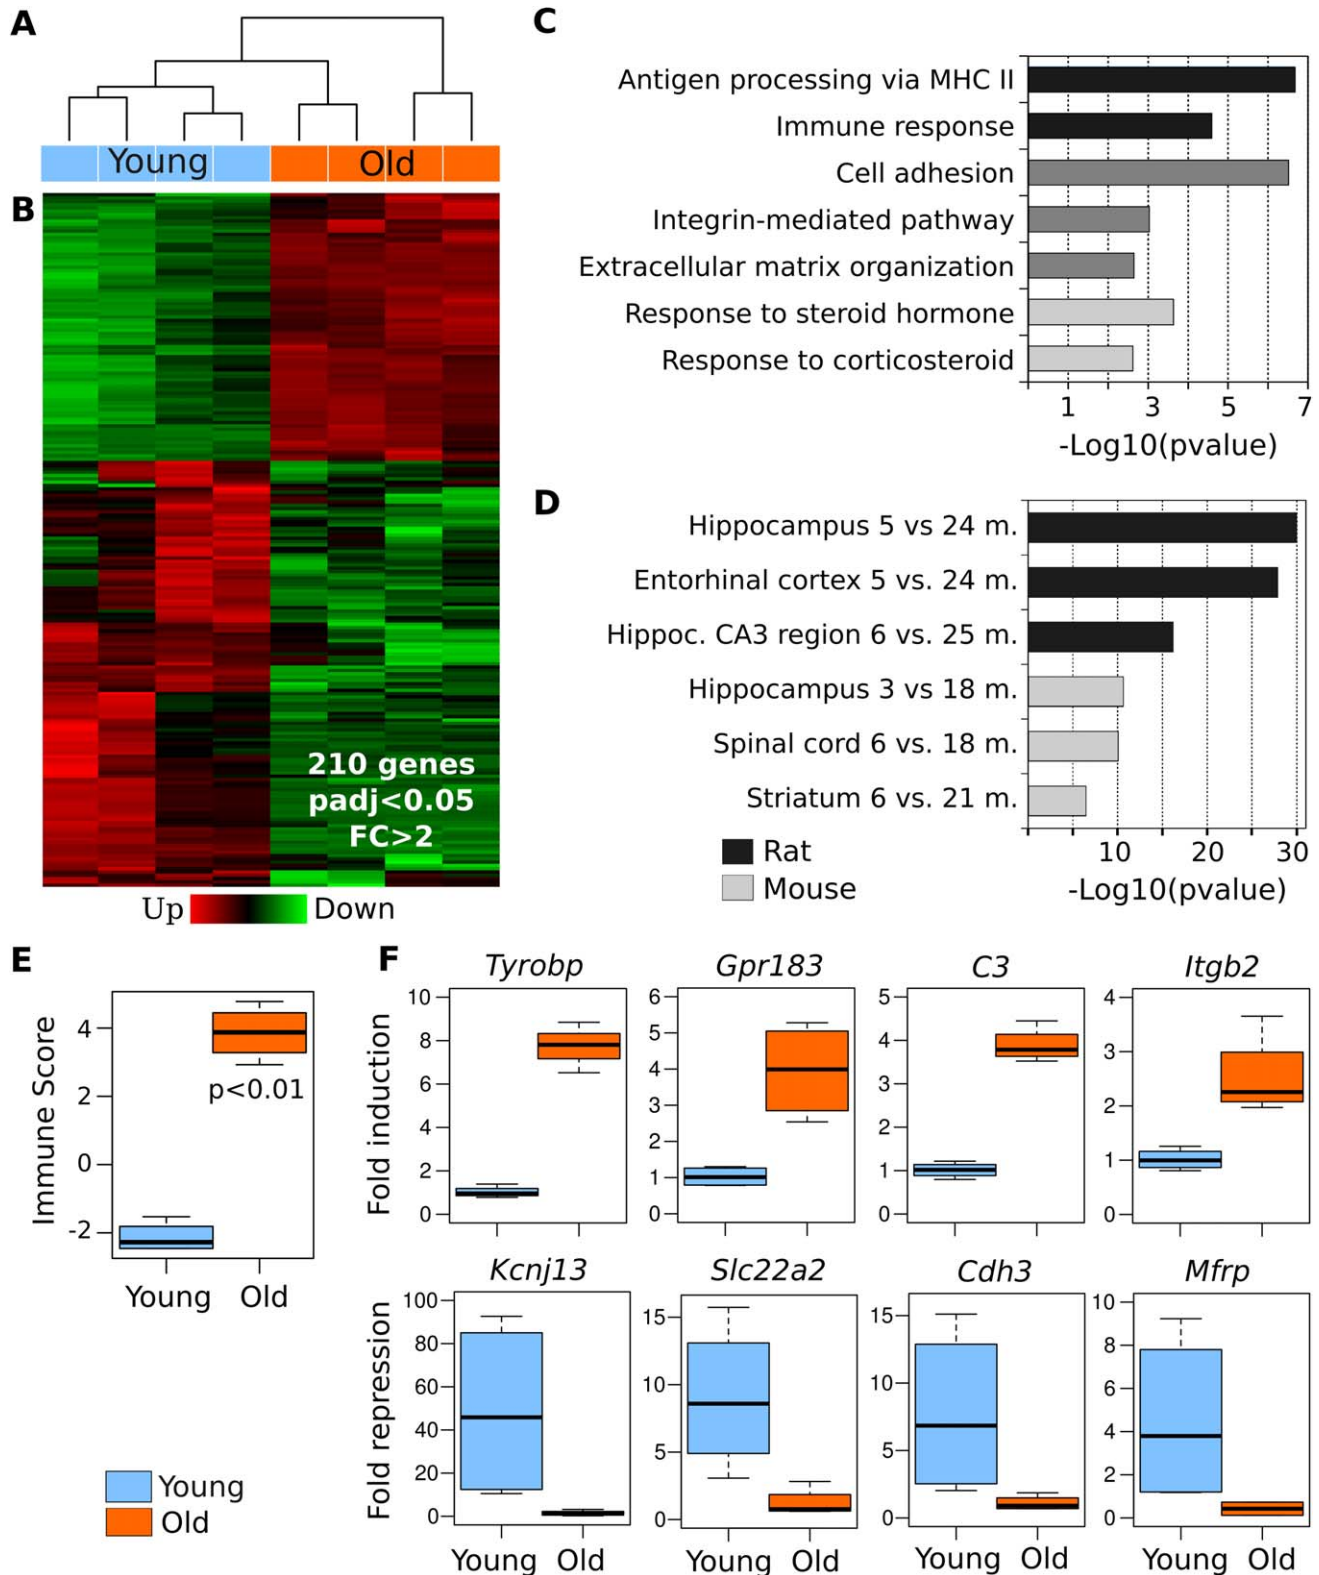 A
Young
Old
B
210 genes
padj<0.05
FC>2
Up
Down
C
Antigen processing via MHC II
Immune response
Cell adhesion
Integrin-mediated pathway
Extracellular matrix organization
Response to steroid hormone
Response to corticosteroid
1 3 5 7
-Log10(pvalue)
D
Hippocampus 5 vs 24 m.
Entorhinal cortex 5 vs. 24 m.
Hippoc. CA3 region 6 vs. 25 m.
Hippocampus 3 vs 18 m.
Spinal cord 6 vs. 18 m.
Striatum 6 vs. 21 m.
10 20 30
-Log10(pvalue)
Rat
Mouse
E
Immune Score
4
2
0
-2
p<0.01
Young Old
Young
Old
F
Fold induction
Tyrobp
10
8
6
4
2
0
Gpr183
6
5
4
3
2
1
0
C3
5
4
3
2
1
0
Itgb2
4
3
2
1
0
Fold repression
Kcnj13
100
80
60
40
20
0
Young Old
Slc22a2
15
10
5
0
Young Old
Cdh3
15
10
5
0
Young Old
Mfrp
10
8
6
4
2
0
Young Old